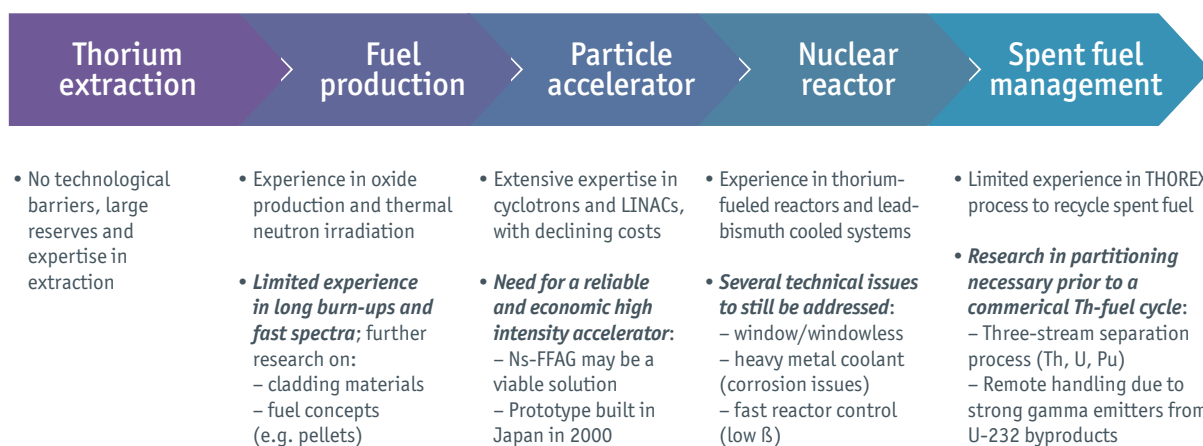 Thorium
extraction
Fuel
production
Particle
accelerator
Nuclear
reactor
Spent fuel
management
• No technological
barriers, large
reserves and
expertise in
extraction
• Experience in oxide
production and thermal
neutron irradiation
• Limited experience
in long burn-ups and
fast spectra; further
research on:
– cladding materials
– fuel concepts
(e.g. pellets)
• Extensive expertise in
cyclotrons and LINACs,
with declining costs
• Need for a reliable
and economic high
intensity accelerator:
– Ns-FFAG may be a
viable solution
– Prototype built in
Japan in 2000
• Experience in thorium-
fueled reactors and lead-
bismuth cooled systems
• Several technical issues
to still be addressed:
– window/windowless
– heavy metal coolant
(corrosion issues)
– fast reactor control
(low ß)
• Limited experience in THOREX
process to recycle spent fuel
• Research in partitioning
necessary prior to a
commerical Th-fuel cycle:
– Three-stream separation
process (Th, U, Pu)
– Remote handling due to
strong gamma emitters from
U-232 byproducts